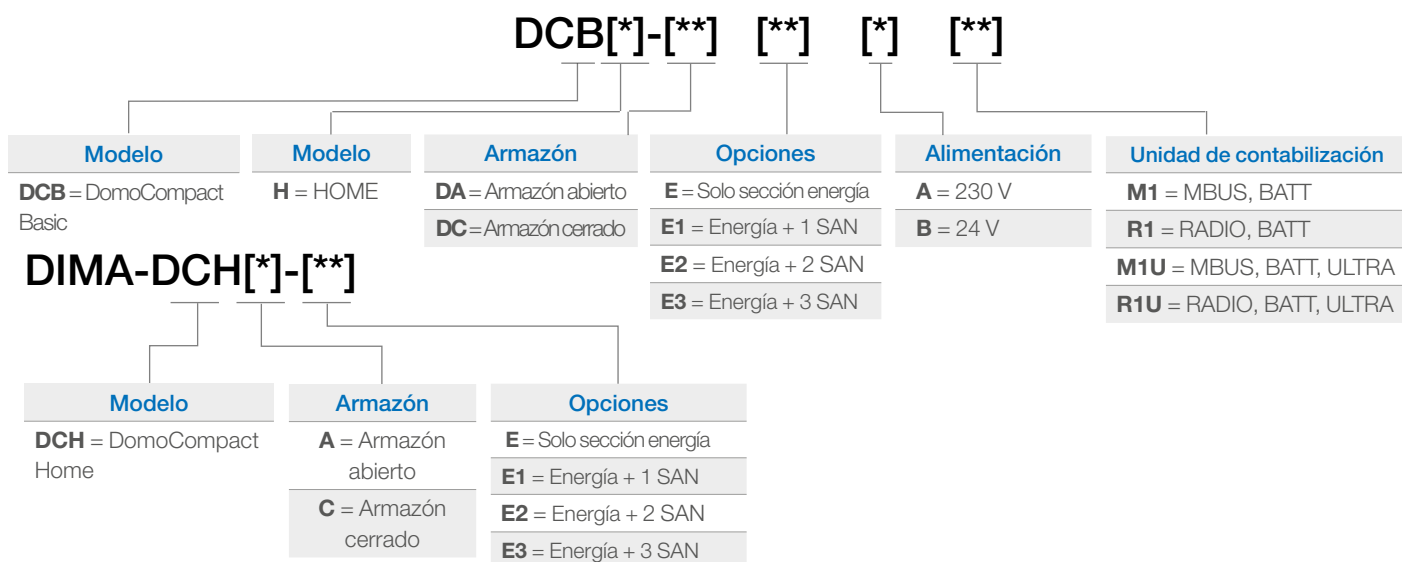 DCB[*]-[**] [**] [*] [**]
Modelo
DCB = DomoCompact
Basic
Modelo
H = HOME
Armazón
DA = Armazón abierto
DC = Armazón cerrado
Opciones
E = Solo sección energía
E1 = Energía + 1 SAN
E2 = Energía + 2 SAN
E3 = Energía + 3 SAN
Alimentación
A = 230 V
B = 24 V
Unidad de contabilización
M1 = MBUS, BATT
R1 = RADIO, BATT
M1U = MBUS, BATT, ULTRA
R1U = RADIO, BATT, ULTRA
DIMA-DCH[*]-[**]
Modelo
DCH = DomoCompact
Home
Armazón
A = Armazón
abierto
C = Armazón
cerrado
Opciones
E = Solo sección energía
E1 = Energía + 1 SAN
E2 = Energía + 2 SAN
E3 = Energía + 3 SAN